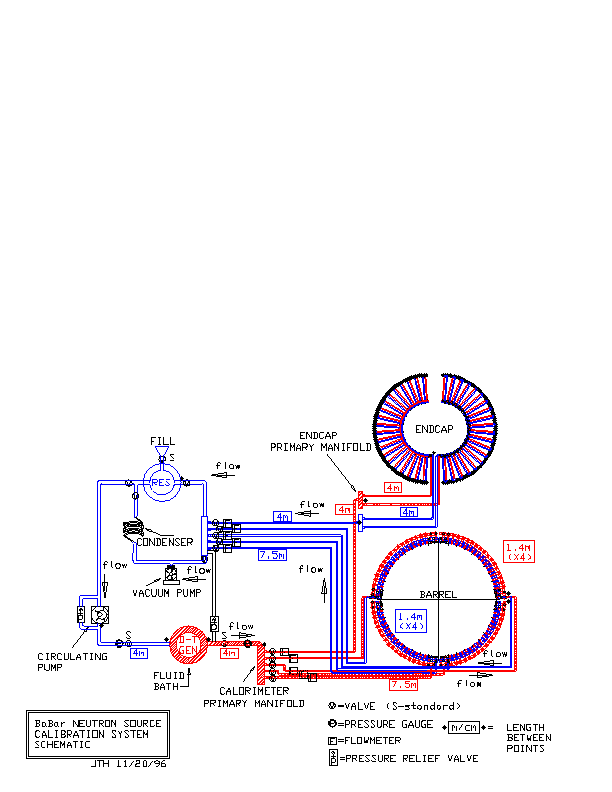 ENDCAP
ENDCAP
PRIMARY MANIFOLD
FILL
S
flow
RES
4m
4m
4m
flow
4m
4m
CONDENSER
7.5m
1.4m
(X4)
flow
flow
flow
VACUUM PUMP
BARREL
1.4m
(X4)
flow
S
S
D-T
GEN
4m
4m
CIRCULATING
PUMP
FLUID
BATH
flow
7.5m
flow
CALORIMETER
PRIMARY MANIFOLD
=VALVE (S-standard)
=PRESSURE GAUGE
M/CM
=
LENGTH
BETWEEN
POINTS
F
=FLOWMETER
=PRESSURE RELIEF VALVE
BaBar NEUTRON SOURCE
CALIBRATION SYSTEM
SCHEMATIC
JTH 11/20/96